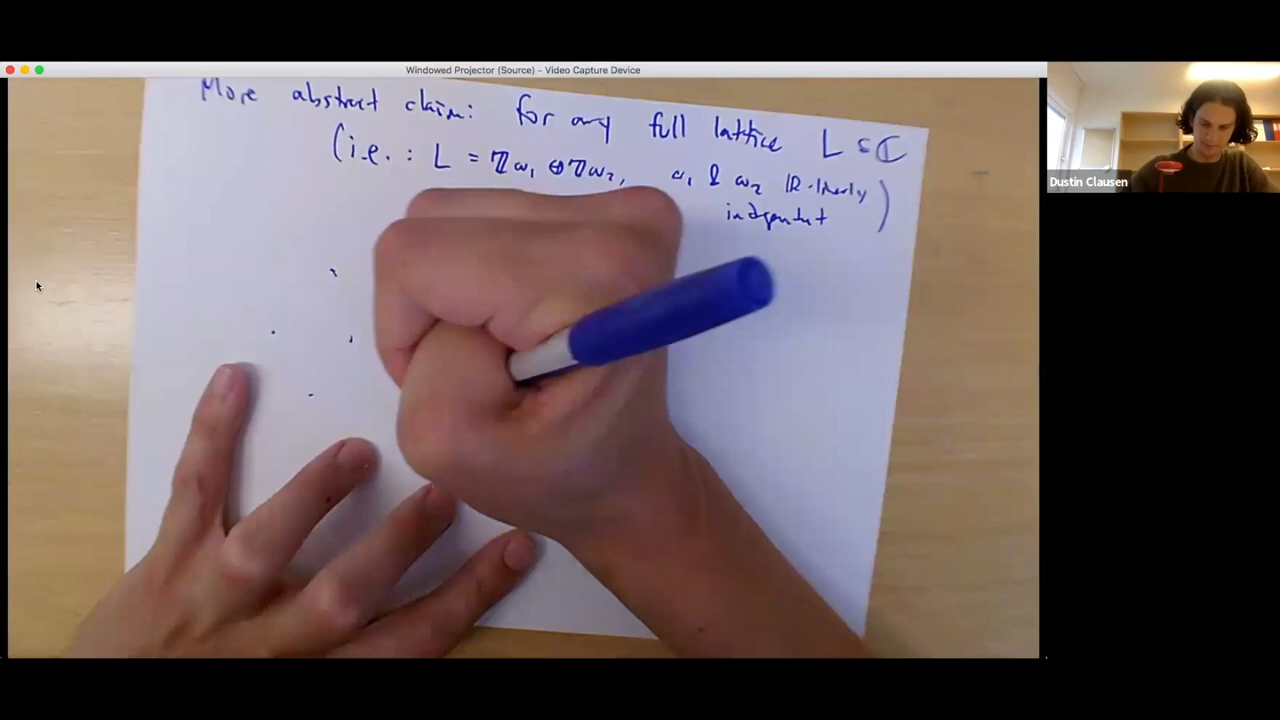 Windowed Projector (Source) - Video Capture Device
More abstract claim: for any full lattice L ⊆ ℂ
(i.e.: L = ℤω₁ ⊕ ℤω₂, ω₁ & ω₂ ℝ-linearly
independent)
Dustin Clausen